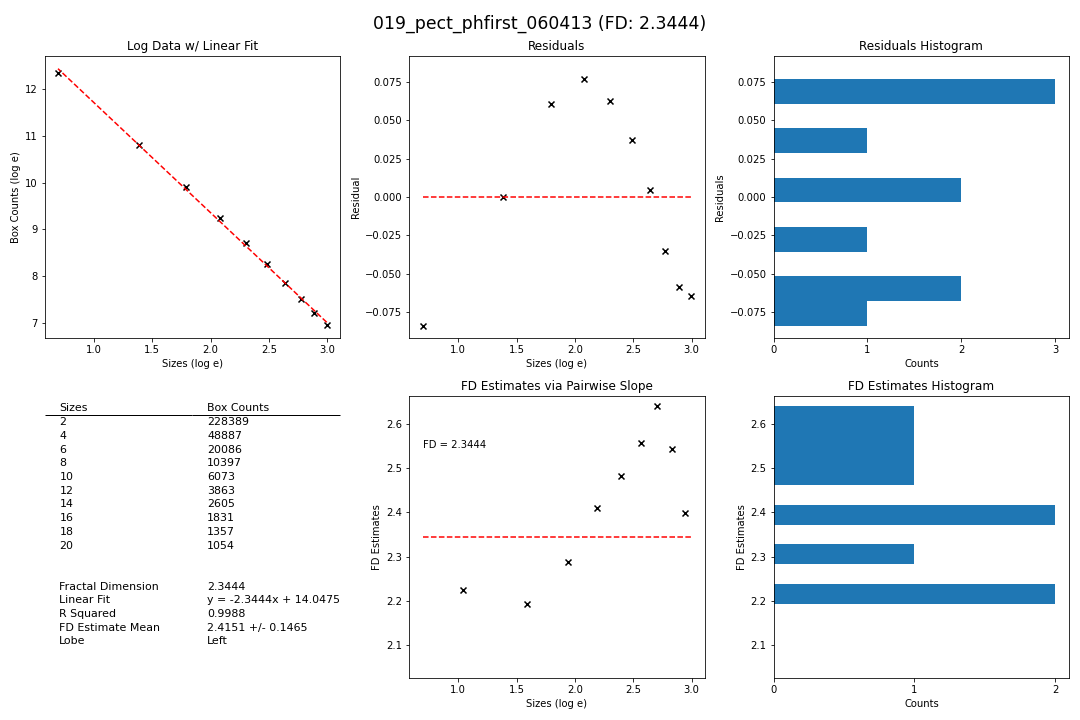 019_pect_phfirst_060413 (FD: 2.3444)
Log Data w/ Linear Fit
Box Counts (log e)
12
11
10
9
8
7
1.0 1.5 2.0 2.5 3.0
Sizes (log e)
Residuals
Residual
0.075
0.050
0.025
0.000
−0.025
−0.050
−0.075
1.0 1.5 2.0 2.5 3.0
Sizes (log e)
Residuals Histogram
Residuals
0.075
0.050
0.025
0.000
−0.025
−0.050
−0.075
0 1 2 3
Counts
Sizes Box Counts
2 228389
4 48887
6 20086
8 10397
10 6073
12 3863
14 2605
16 1831
18 1357
20 1054
Fractal Dimension 2.3444
Linear Fit y = -2.3444x + 14.0475
R Squared 0.9988
FD Estimate Mean 2.4151 +/- 0.1465
Lobe Left
FD Estimates via Pairwise Slope
FD Estimates
2.6
2.5
2.4
2.3
2.2
2.1
FD = 2.3444
1.0 1.5 2.0 2.5 3.0
Sizes (log e)
FD Estimates Histogram
FD Estimates
2.6
2.5
2.4
2.3
2.2
2.1
0 1 2
Counts